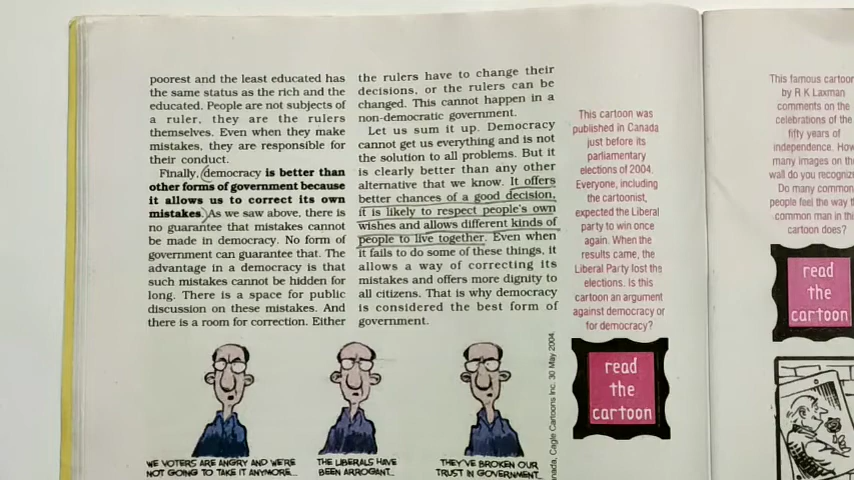 poorest and the least educated has
the same status as the rich and the
educated. People are not subjects of
a ruler, they are the rulers
themselves. Even when they make
mistakes, they are responsible for
their conduct.
Finally, democracy is better than
other forms of government because
it allows us to correct its own
mistakes. As we saw above, there is
no guarantee that mistakes cannot
be made in democracy. No form of
government can guarantee that. The
advantage in a democracy is that
such mistakes cannot be hidden for
long. There is a space for public
discussion on these mistakes. And
there is a room for correction. Either
the rulers have to change their
decisions, or the rulers can be
changed. This cannot happen in a
non-democratic government.
Let us sum it up. Democracy
cannot get us everything and is not
the solution to all problems. But it
is clearly better than any other
alternative that we know. It offers
better chances of a good decision,
it is likely to respect people's own
wishes and allows different kinds of
people to live together. Even when
it fails to do some of these things, it
allows a way of correcting its
mistakes and offers more dignity to
all citizens. That is why democracy
is considered the best form of
government.
WE VOTERS ARE ANGRY AND WE'RE
NOT GOING TO TAKE IT ANYMORE...
THE LIBERALS HAVE
BEEN ARROGANT...
THEY'VE BROKEN OUR
TRUST IN GOVERNMENT...
anada, Cagle Cartoons Inc. 30 May 2004.
This cartoon was
published in Canada
just before its
parliamentary
elections of 2004.
Everyone, including
the cartoonist,
expected the Liberal
party to win once
again. When the
results came, the
Liberal Party lost the
elections. Is this
cartoon an argument
against democracy or
for democracy?
read
the
cartoon
This famous cartoo
by R K Laxman
comments on the
celebrations of the
fifty years of
independence. How
many images on th
wall do you recogniz
Do many common
people feel the way t
common man in this
cartoon does?
read
the
cartoon